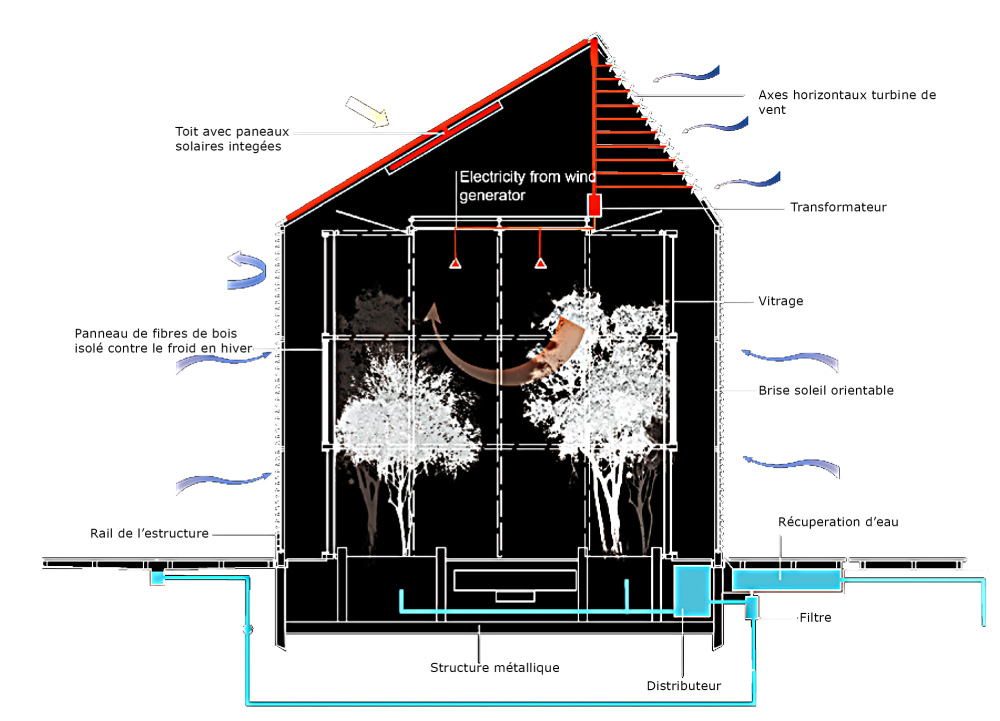 Axes horizontaux turbine de
vent
Toit avec paneaux
solaires integées
Electricity from wind
generator
Transformateur
Vitrage
Panneau de fibres de bois
isolé contre le froid en hiver
Brise soleil orientable
Récuperation d'eau
Rail de l'estructure
Filtre
Structure métallique
Distributeur